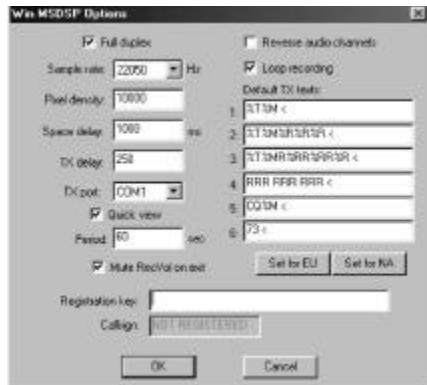 Win MSDSP Options
Full duplex
Reverse audio channels
Sample rate: 22050 Hz
Loop recording
Pixel density: 10000
Default TX texts:
1:
Space delay: 1000 ms
2:
TX delay: 250
3:
TX port: COM1
4: RRR RRR RRR <
Quick view
5: CQ%M <
Period: 60 sec
6: 73 <
Mute RecVol on exit
Set for EU
Set for NA
Registration key:
Callsign: NOT REGISTERED
OK
Cancel